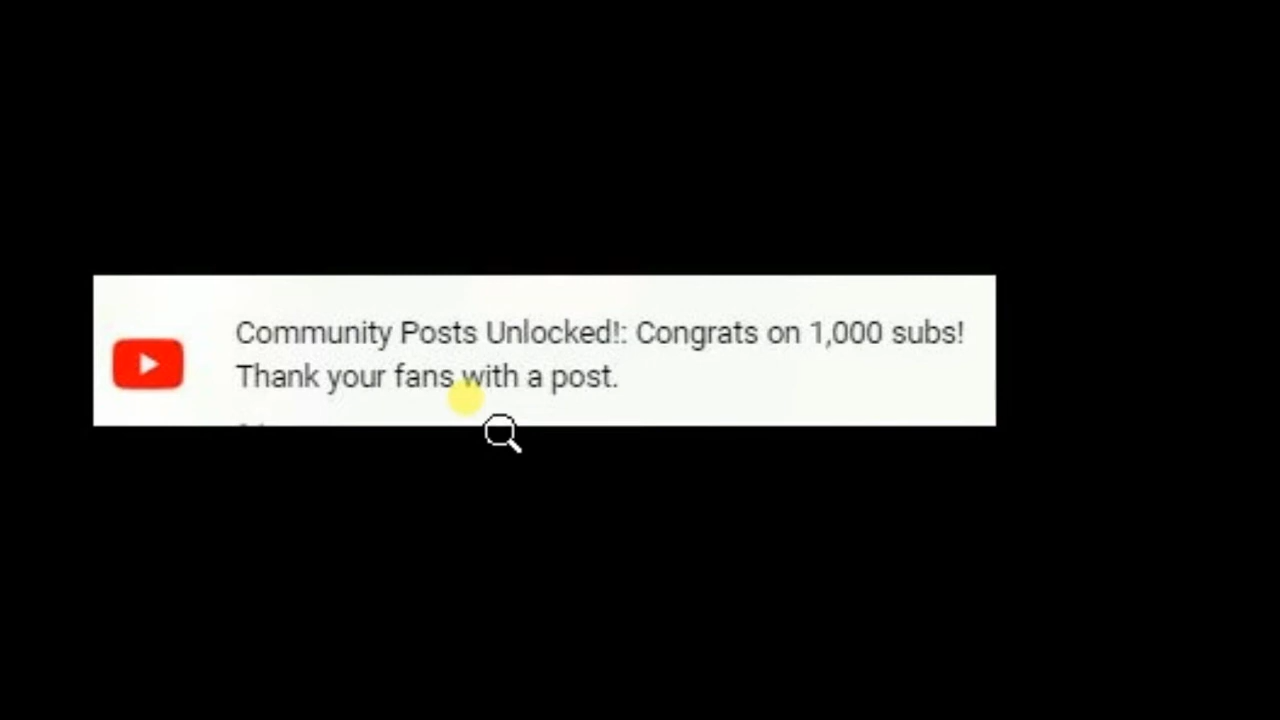 Community Posts Unlocked!: Congrats on 1,000 subs!
Thank your fans with a post.